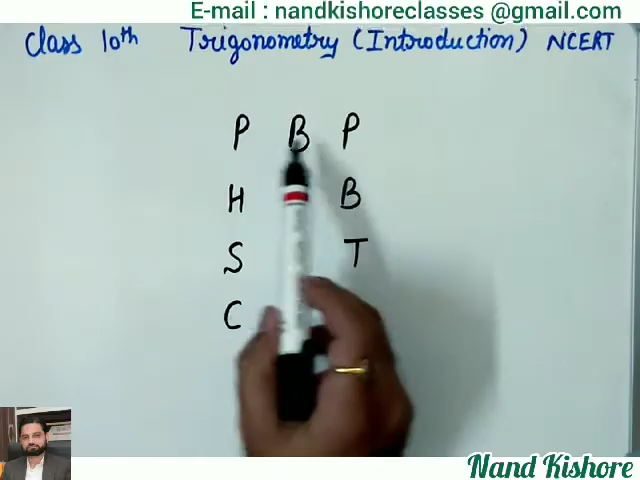 E-mail : nandkishoreclasses @gmail.com
Class 10th Trigonometry (Introduction) NCERT
P B P
H B
S T
C
Nand Kishore